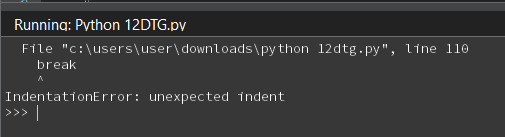 Running: Python 12DTG.py
File "c:\users\user\downloads\python 12dtg.py", line 110
break
^
IndentationError: unexpected indent
>>>